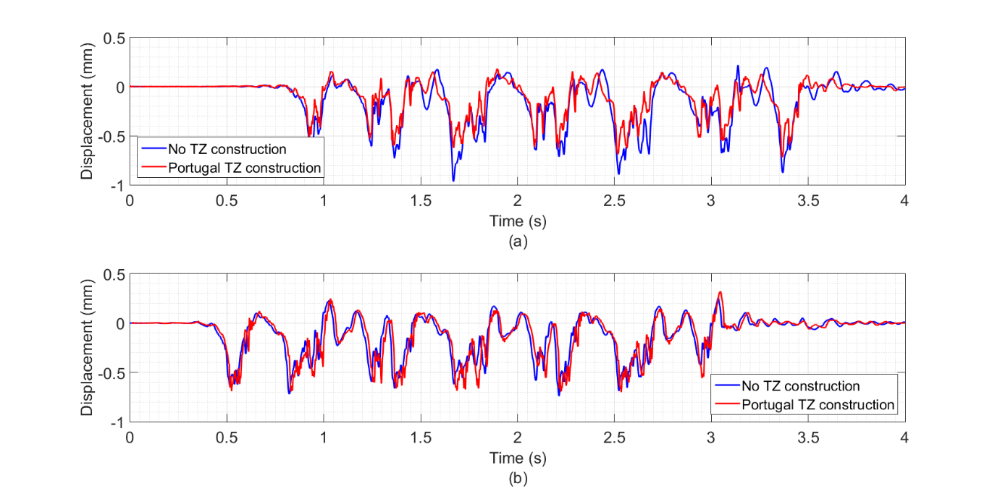 Displacement (mm)
0.5
0
-0.5
-1
No TZ construction
Portugal TZ construction
0 0.5 1 1.5 2 2.5 3 3.5 4
Time (s)
(a)
Displacement (mm)
0.5
0
-0.5
-1
No TZ construction
Portugal TZ construction
0 0.5 1 1.5 2 2.5 3 3.5 4
Time (s)
(b)